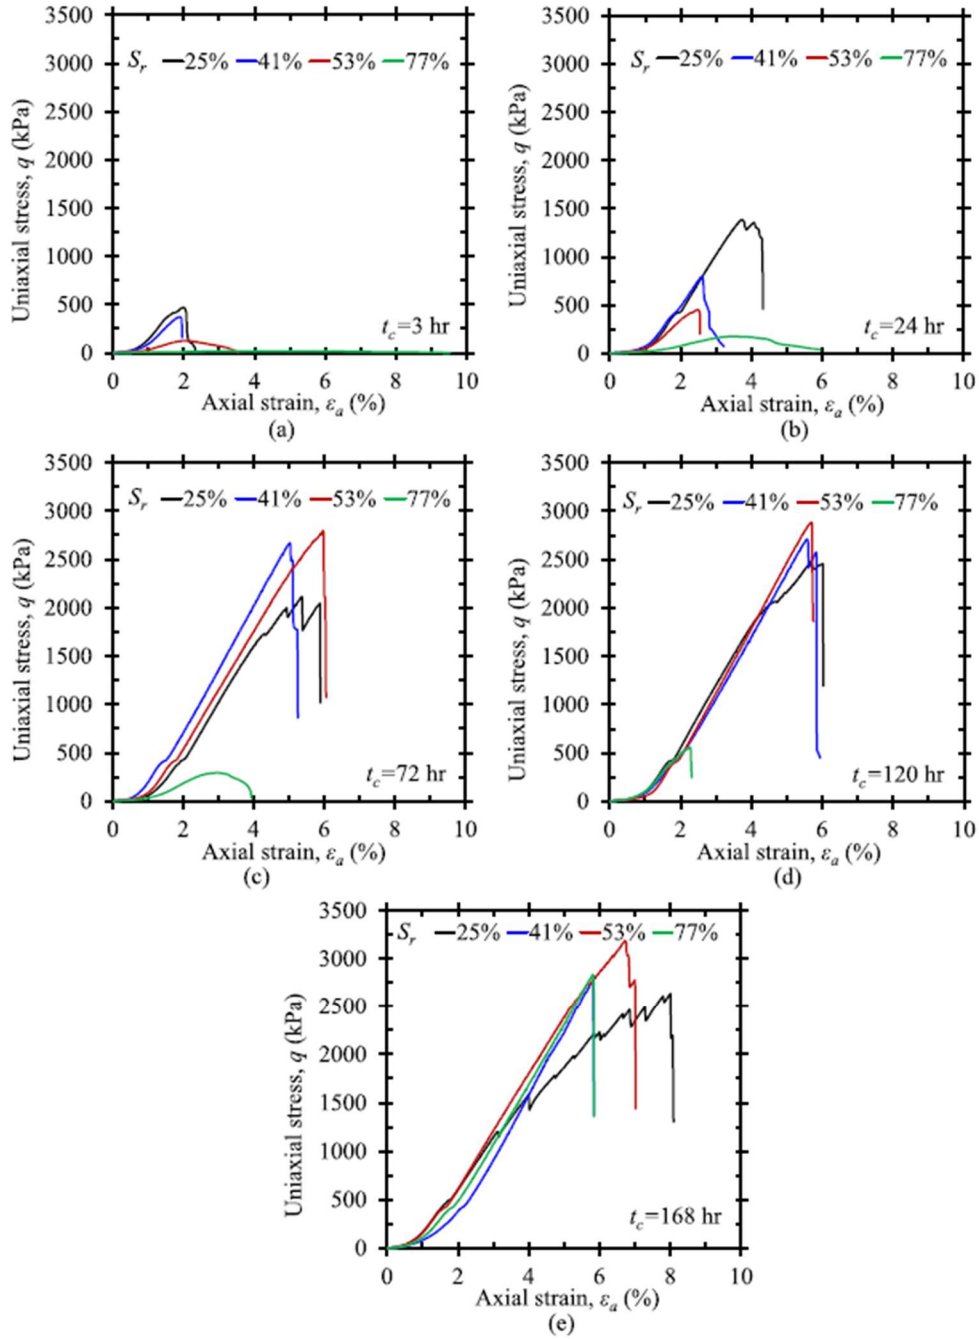 3500
3000
2500
2000
1500
1000
500
0
Uniaxial stress, q (kPa)
Sr 25% 41% 53% 77%
tc=3 hr
0 2 4 6 8 10
Axial strain, εa (%)
(a)
3500
3000
2500
2000
1500
1000
500
0
Uniaxial stress, q (kPa)
Sr 25% 41% 53% 77%
tc=24 hr
0 2 4 6 8 10
Axial strain, εa (%)
(b)
3500
3000
2500
2000
1500
1000
500
0
Uniaxial stress, q (kPa)
Sr 25% 41% 53% 77%
tc=72 hr
0 2 4 6 8 10
Axial strain, εa (%)
(c)
3500
3000
2500
2000
1500
1000
500
0
Uniaxial stress, q (kPa)
Sr 25% 41% 53% 77%
tc=120 hr
0 2 4 6 8 10
Axial strain, εa (%)
(d)
3500
3000
2500
2000
1500
1000
500
0
Uniaxial stress, q (kPa)
Sr 25% 41% 53% 77%
tc=168 hr
0 2 4 6 8 10
Axial strain, εa (%)
(e)